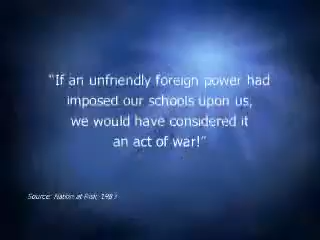 “If an unfriendly foreign power had
imposed our schools upon us,
we would have considered it
an act of war!”
Source: Nation at Risk, 1983